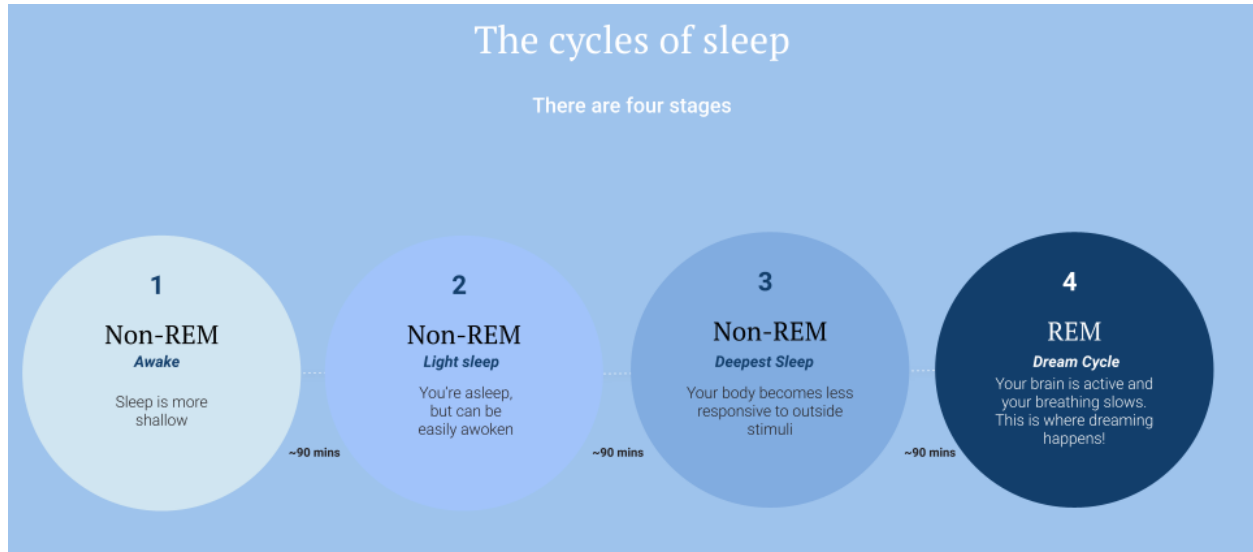 The cycles of sleep
There are four stages
1
Non-REM
Awake
Sleep is more
shallow
~90 mins
2
Non-REM
Light sleep
You're asleep,
but can be
easily awoken
~90 mins
3
Non-REM
Deepest Sleep
Your body becomes less
responsive to outside
stimuli
~90 mins
4
REM
Dream Cycle
Your brain is active and
your breathing slows.
This is where dreaming
happens!